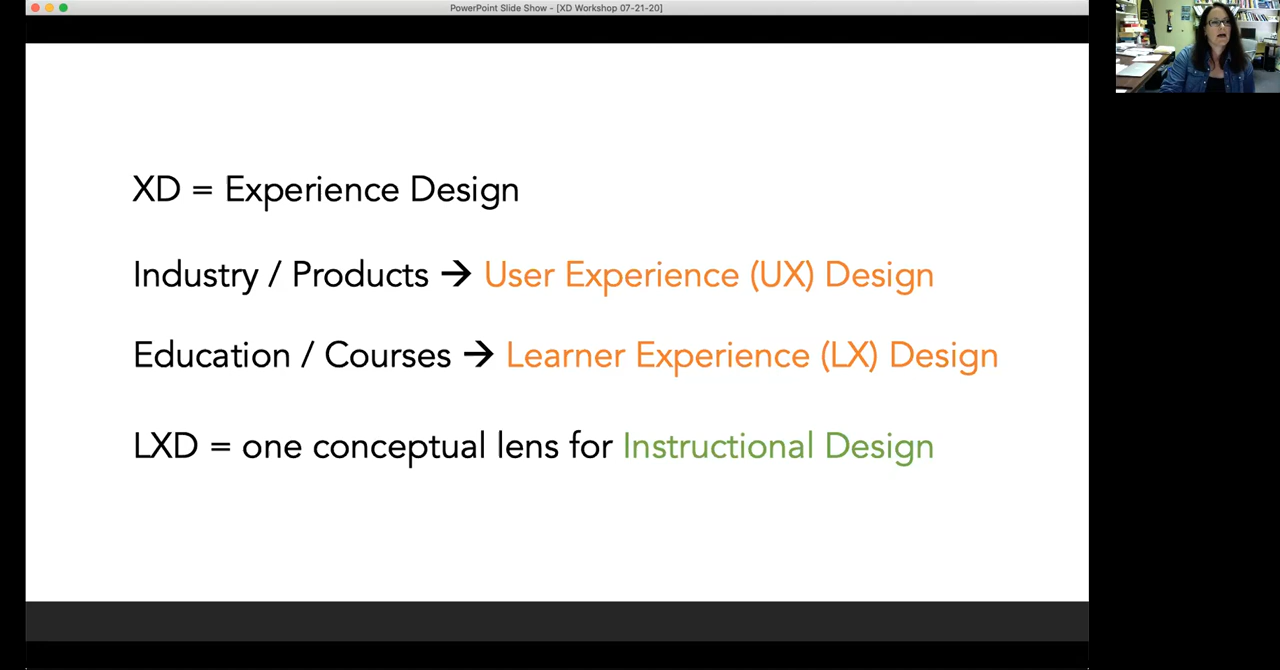 PowerPoint Slide Show - [XD Workshop 07-21-20]
XD = Experience Design
Industry / Products → User Experience (UX) Design
Education / Courses → Learner Experience (LX) Design
LXD = one conceptual lens for Instructional Design